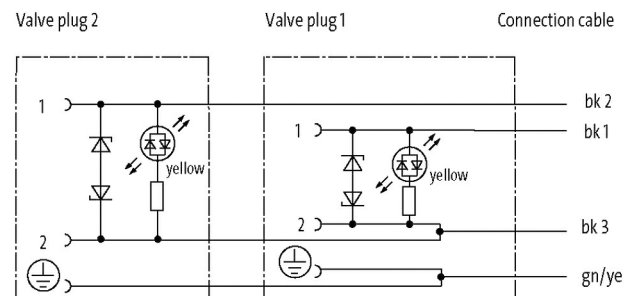 Valve plug 2
Valve plug 1
Connection cable
1
bk 2
1
bk 1
yellow
yellow
2
bk 3
2
gn/ye